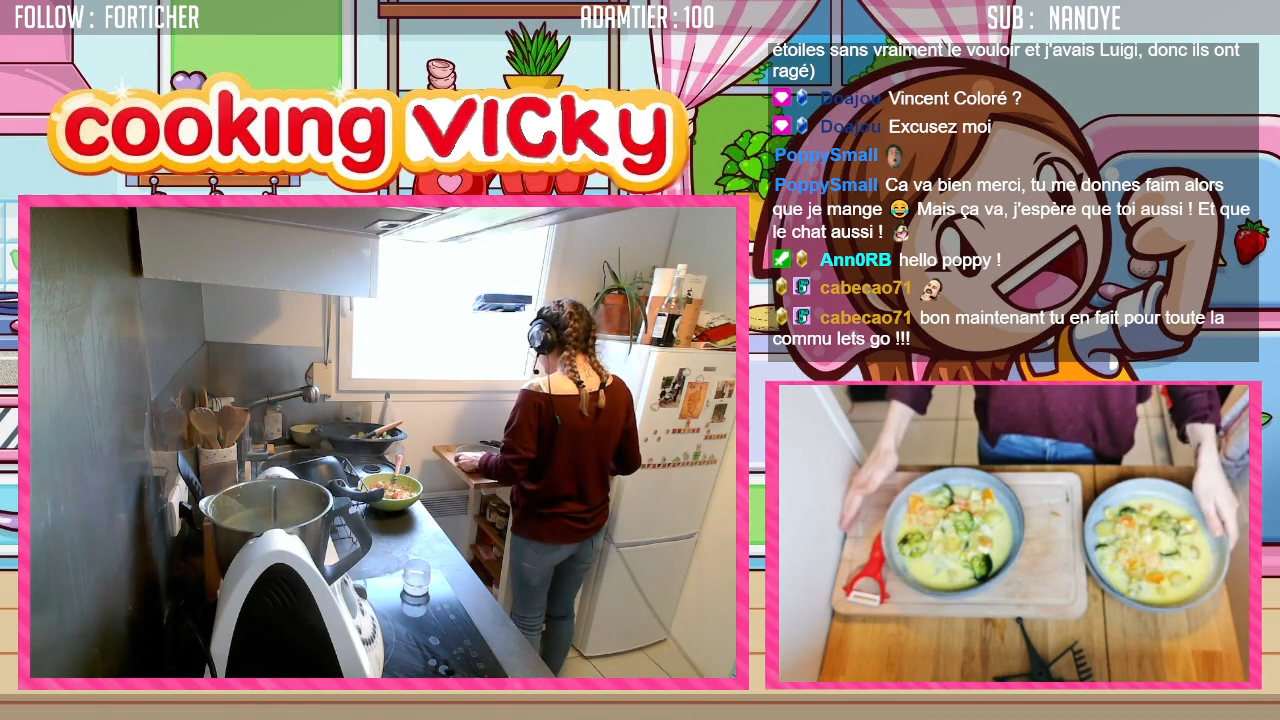 FOLLOW : FORTICHER
ADAMTIER : 100
SUB : NANOYE
cooking VICKy
étoiles sans vraiment le vouloir et j'avais Luigi, donc ils ont
ragé)
Doajou Vincent Coloré ?
Doajou Excusez moi
PoppySmall
PoppySmall Ca va bien merci, tu me donnes faim alors
que je mange 😂 Mais ça va, j'espère que toi aussi ! Et que
le chat aussi !
Ann0RB hello poppy !
cabecao71
cabecao71 bon maintenant tu en fait pour toute la
commu lets go !!!